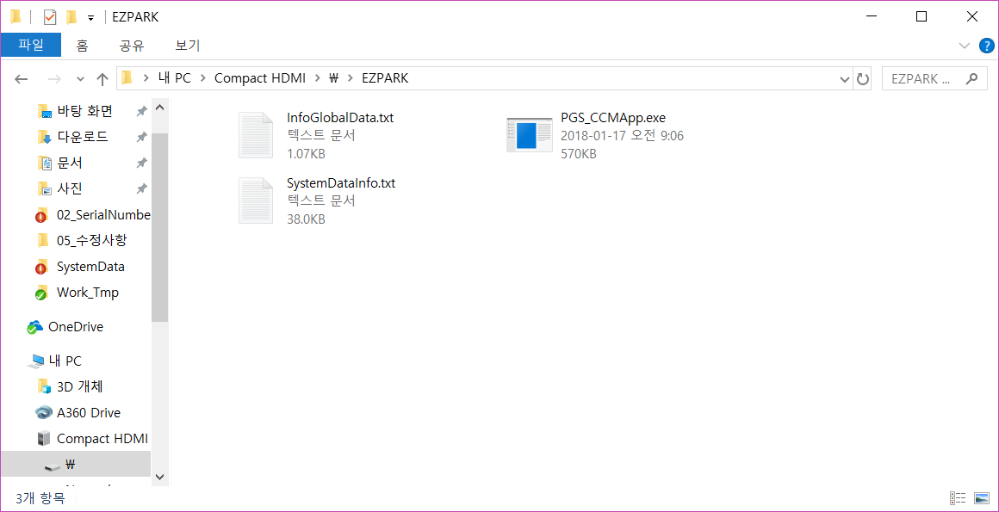 EZPARK
파일 홈 공유 보기
내 PC Compact HDMI ₩ EZPARK
EZPARK ...
바탕 화면
다운로드
문서
사진
02_SerialNumbe
05_수정사항
SystemData
Work_Tmp
OneDrive
내 PC
3D 개체
A360 Drive
Compact HDMI
₩
InfoGlobalData.txt
텍스트 문서
1.07KB
SystemDataInfo.txt
텍스트 문서
38.0KB
PGS_CCMApp.exe
2018-01-17 오전 9:06
570KB
3개 항목